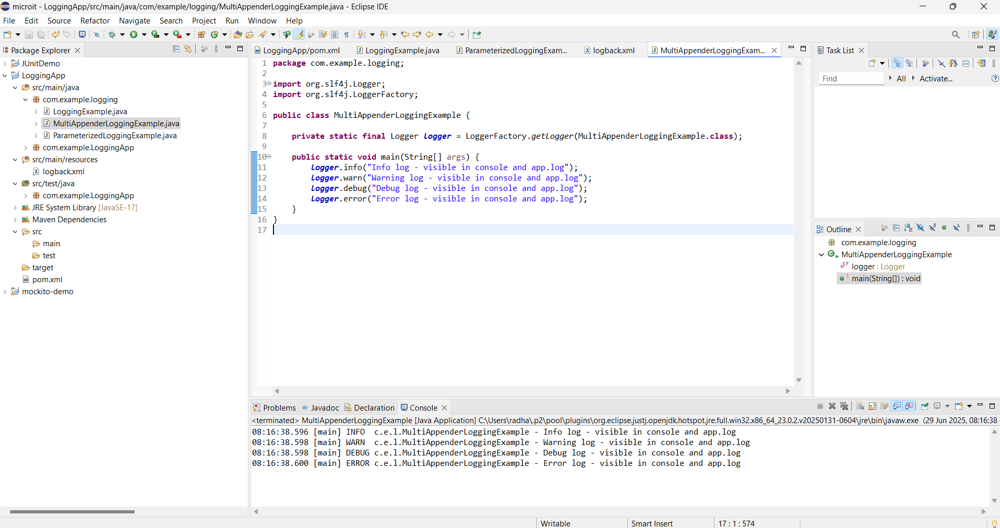 microit - LoggingApp/src/main/java/com/example/logging/MultiAppenderLoggingExample.java - Eclipse IDE
File Edit Source Refactor Navigate Search Project Run Window Help
Package Explorer
JUnitDemo
LoggingApp
src/main/java
com.example.logging
LoggingExample.java
MultiAppenderLoggingExample.java
ParameterizedLoggingExample.java
com.example.LoggingApp
src/main/resources
logback.xml
src/test/java
com.example.LoggingApp
JRE System Library [JavaSE-17]
Maven Dependencies
src
main
test
target
pom.xml
mockito-demo
LoggingApp/pom.xml LoggingExample.java ParameterizedLoggingExam... logback.xml MultiAppenderLoggingExam...
1 package com.example.logging;
2
3 import org.slf4j.Logger;
4 import org.slf4j.LoggerFactory;
5
6 public class MultiAppenderLoggingExample {
7
8     private static final Logger logger = LoggerFactory.getLogger(MultiAppenderLoggingExample.class);
9
10     public static void main(String[] args) {
11         logger.info("Info log - visible in console and app.log");
12         logger.warn("Warning log - visible in console and app.log");
13         logger.debug("Debug log - visible in console and app.log");
14         logger.error("Error log - visible in console and app.log");
15     }
16 }
17
Task List
Find All Activate...
Outline
com.example.logging
MultiAppenderLoggingExample
logger : Logger
main(String[]) : void
Problems Javadoc Declaration Console
<terminated> MultiAppenderLoggingExample [Java Application] C:\Users\radha\.p2\pool\plugins\org.eclipse.justj.openjdk.hotspot.jre.full.win32.x86_64_23.0.2.v20250131-0604\jre\bin\javaw.exe (29 Jun 2025, 08:16:38
08:16:38.596 [main] INFO  c.e.l.MultiAppenderLoggingExample - Info log - visible in console and app.log
08:16:38.598 [main] WARN  c.e.l.MultiAppenderLoggingExample - Warning log - visible in console and app.log
08:16:38.598 [main] DEBUG c.e.l.MultiAppenderLoggingExample - Debug log - visible in console and app.log
08:16:38.600 [main] ERROR c.e.l.MultiAppenderLoggingExample - Error log - visible in console and app.log
Writable Smart Insert 17 : 1 : 574